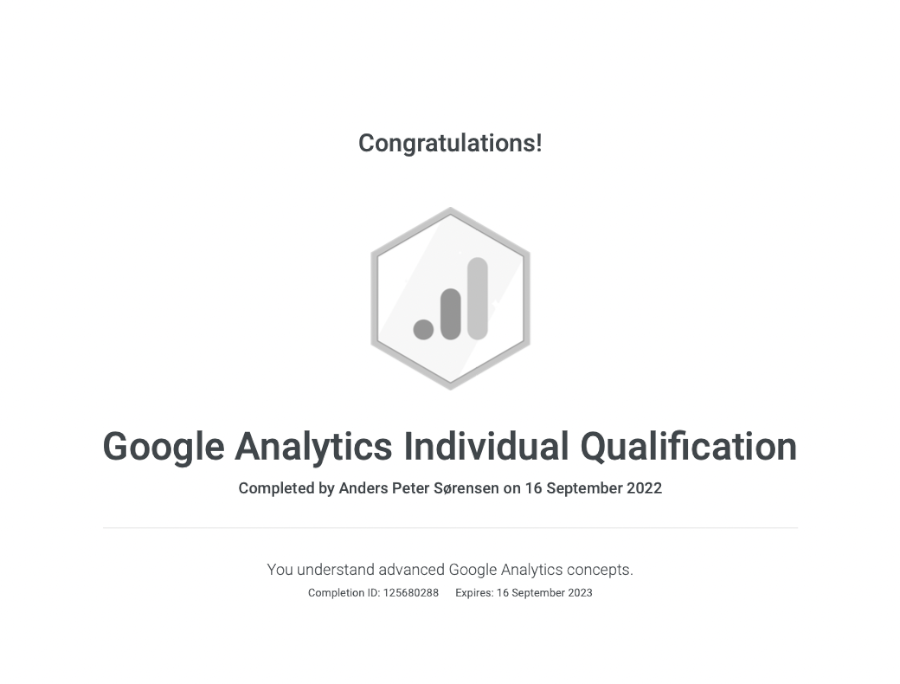 Congratulations!
Google Analytics Individual Qualification
Completed by Anders Peter Sørensen on 16 September 2022
You understand advanced Google Analytics concepts.
Completion ID: 125680288 Expires: 16 September 2023